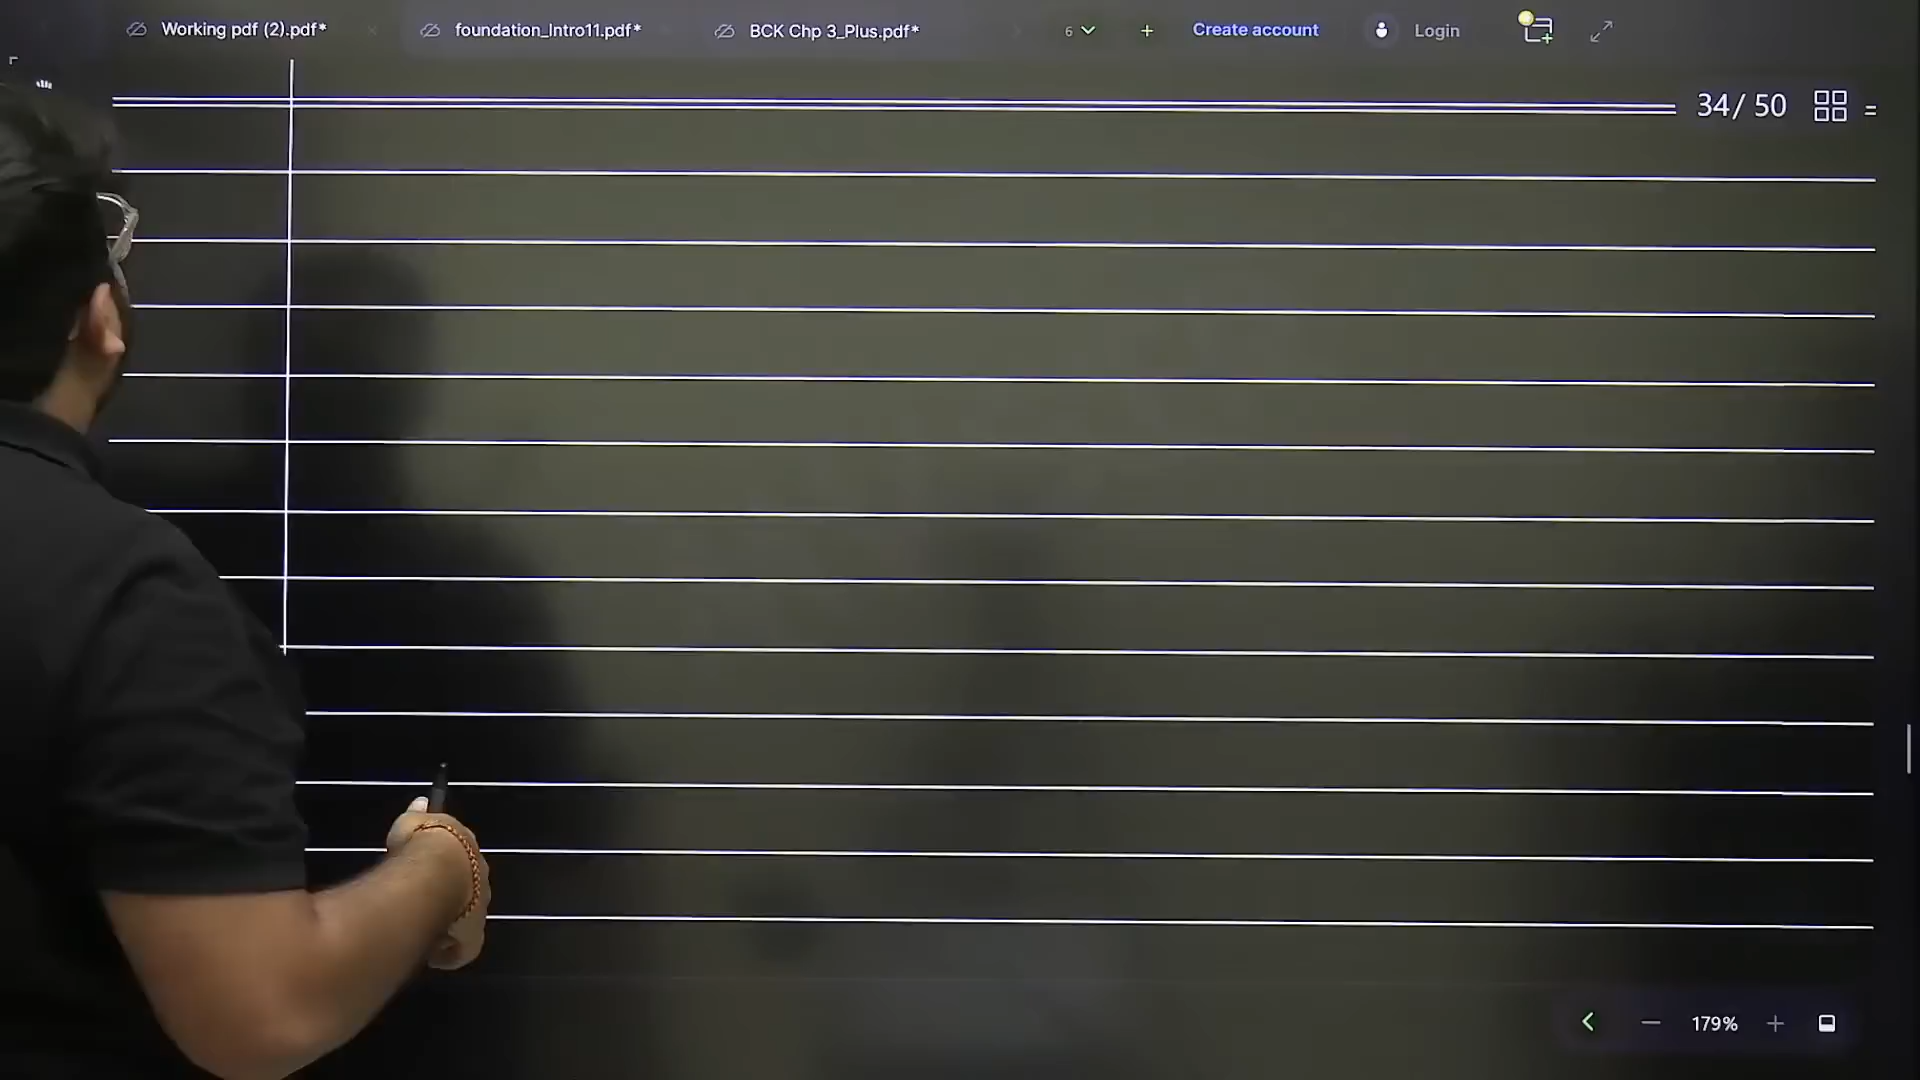 Working pdf (2).pdf* foundation_Intro11.pdf* BCK Chp 3_Plus.pdf* 6 + Create account Login
34/ 50
179%